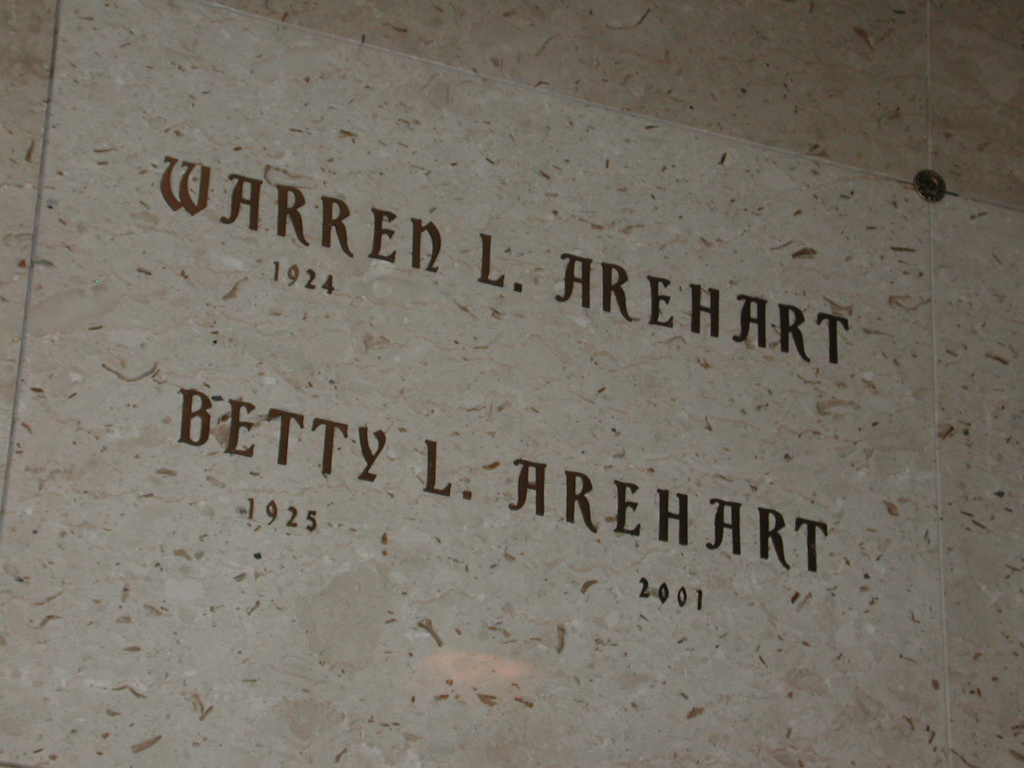 WARREN L. AREHART
1924
BETTY L. AREHART
1925 2001